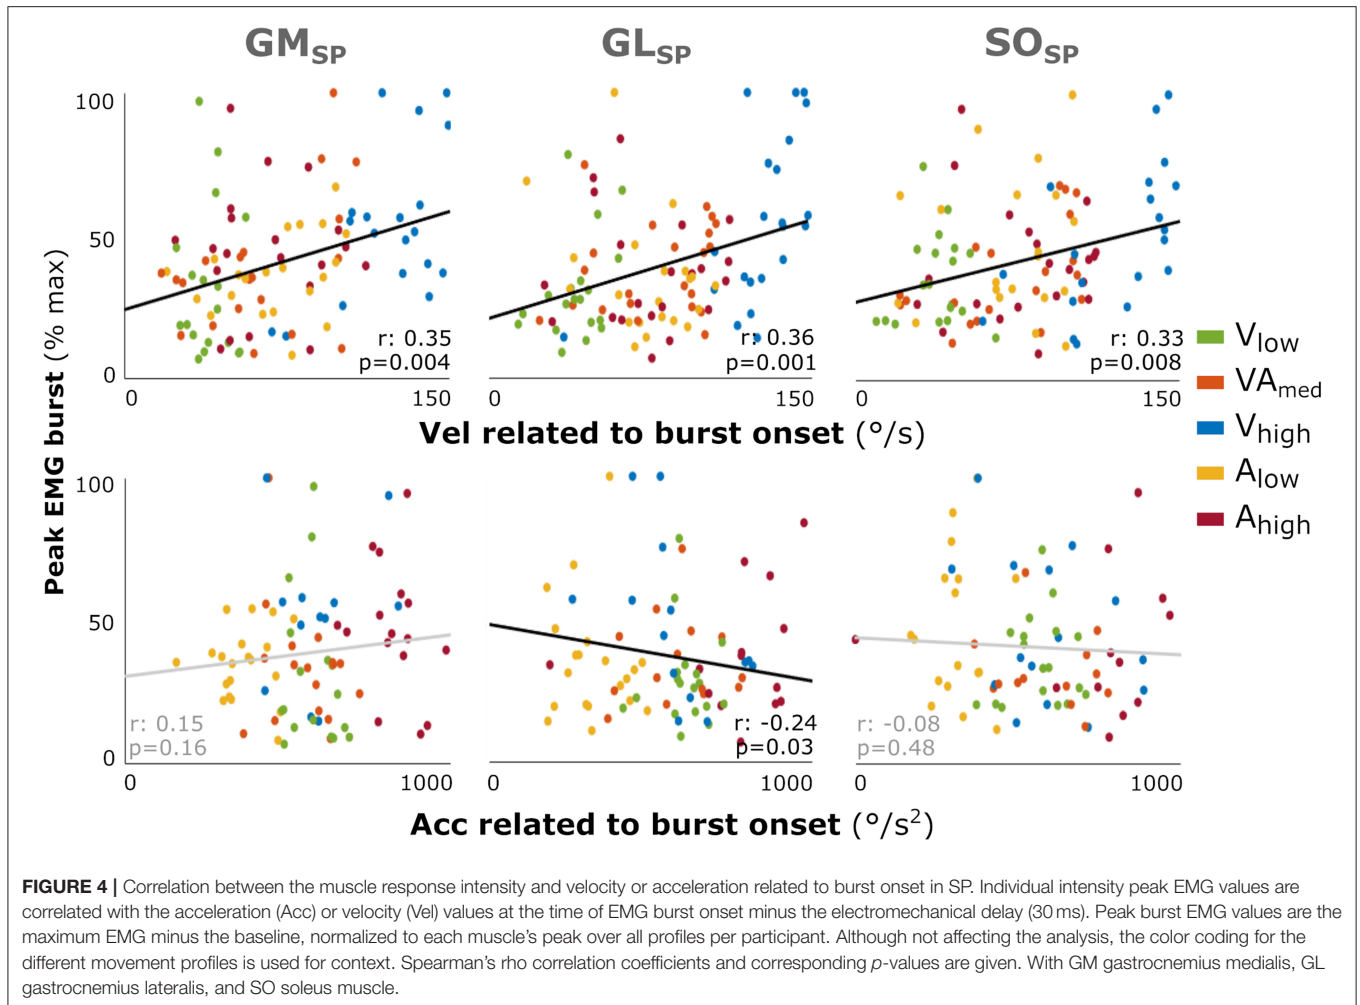 GMSP GLSP SOSP
Peak EMG burst (% max)
100
50
0
r: 0.35
p=0.004
r: 0.36
p=0.001
r: 0.33
p=0.008
0 150 0 150 0 150
Vel related to burst onset (°/s)
Vlow
VAmed
Vhigh
Alow
Ahigh
100
50
0
r: 0.15
p=0.16
r: -0.24
p=0.03
r: -0.08
p=0.48
0 1000 0 1000 0 1000
Acc related to burst onset (°/s²)
FIGURE 4 | Correlation between the muscle response intensity and velocity or acceleration related to burst onset in SP. Individual intensity peak EMG values are
correlated with the acceleration (Acc) or velocity (Vel) values at the time of EMG burst onset minus the electromechanical delay (30 ms). Peak burst EMG values are the
maximum EMG minus the baseline, normalized to each muscle's peak over all profiles per participant. Although not affecting the analysis, the color coding for the
different movement profiles is used for context. Spearman's rho correlation coefficients and corresponding p-values are given. With GM gastrocnemius medialis, GL
gastrocnemius lateralis, and SO soleus muscle.